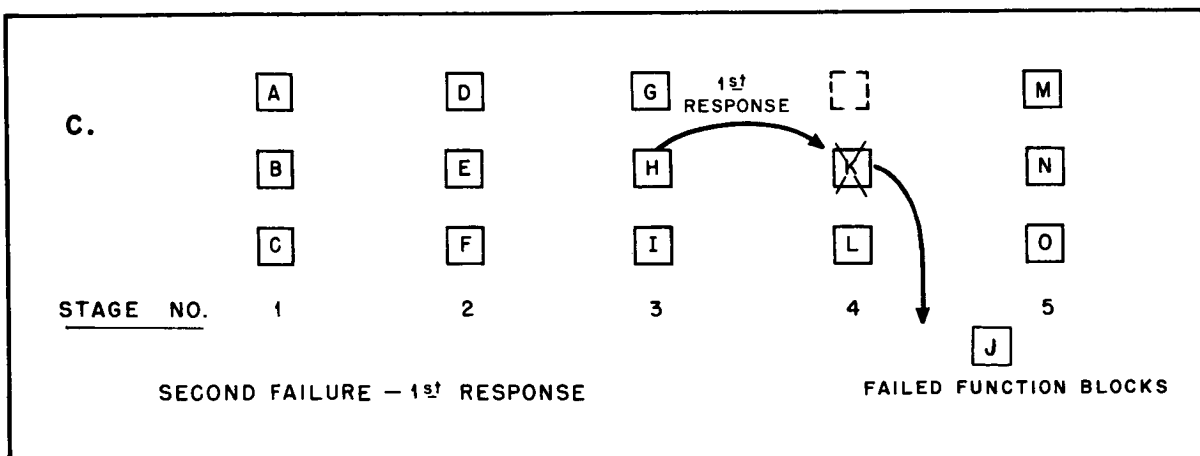 A D G 1st M
RESPONSE
C.
B E H K N
C F I L O
STAGE NO. 1 2 3 4 5
J
SECOND FAILURE — 1st RESPONSE FAILED FUNCTION BLOCKS